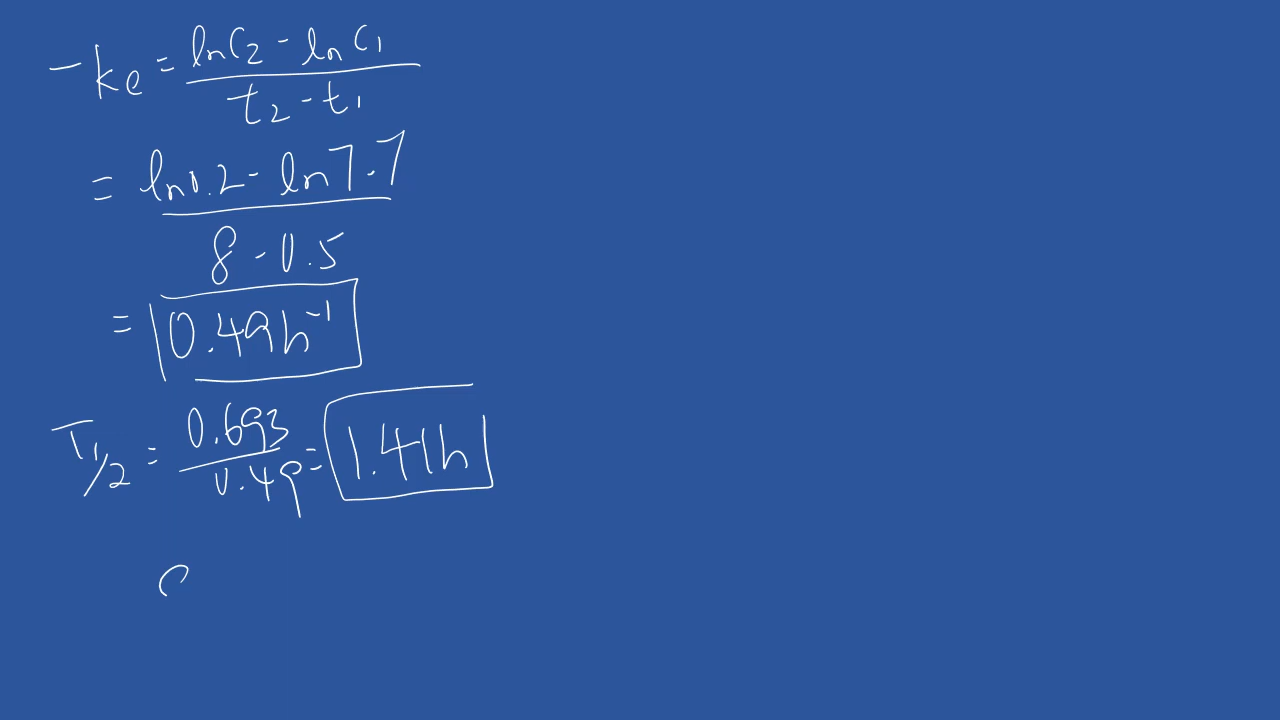 -ke = (lnC2 - lnC1) / (t2 - t1)
= (ln0.2 - ln7.7) / (8 - 0.5)
= 0.49h⁻¹
T1/2 = 0.693 / 0.49 = 1.41h
C